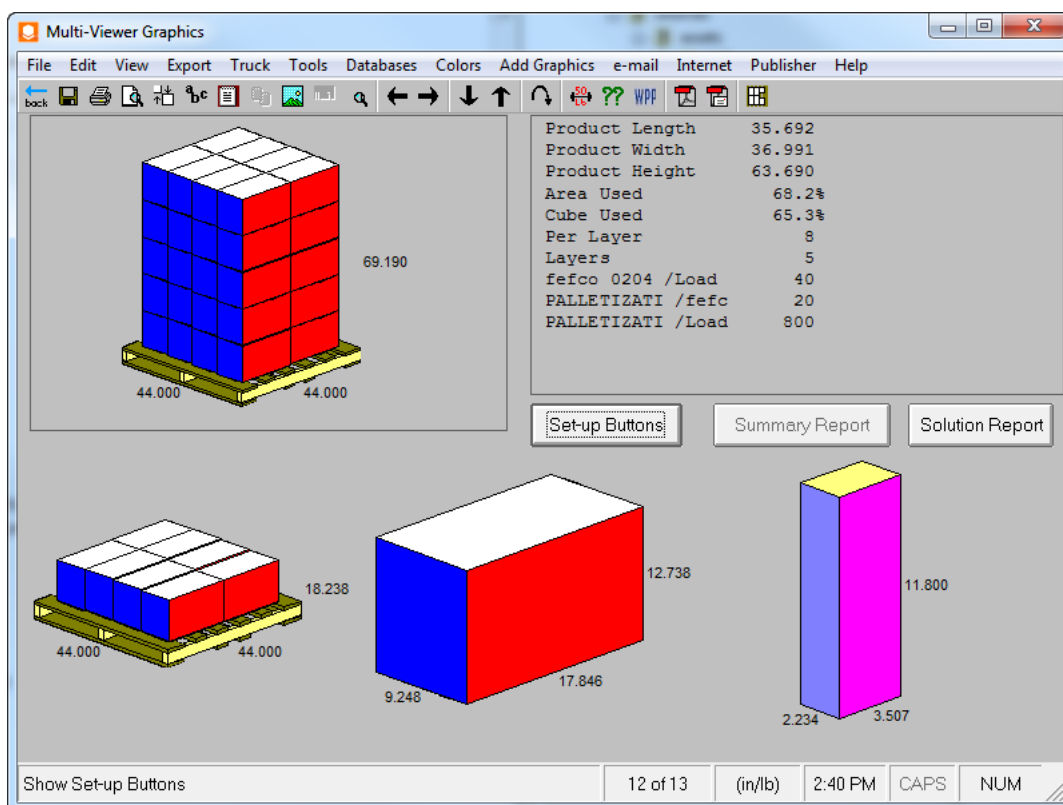 Multi-Viewer Graphics
File Edit View Export Truck Tools Databases Colors Add Graphics e-mail Internet Publisher Help
back abc 50 LB ?? WPF
69.190
44.000 44.000
Product Length 35.692
Product Width 36.991
Product Height 63.690
Area Used 68.2%
Cube Used 65.3%
Per Layer 8
Layers 5
fefco 0204 /Load 40
PALLETIZATI /fefc 20
PALLETIZATI /Load 800
Set-up Buttons Summary Report Solution Report
18.238
44.000 44.000
12.738
9.248 17.846
11.800
2.234 3.507
Show Set-up Buttons 12 of 13 (in/lb) 2:40 PM CAPS NUM